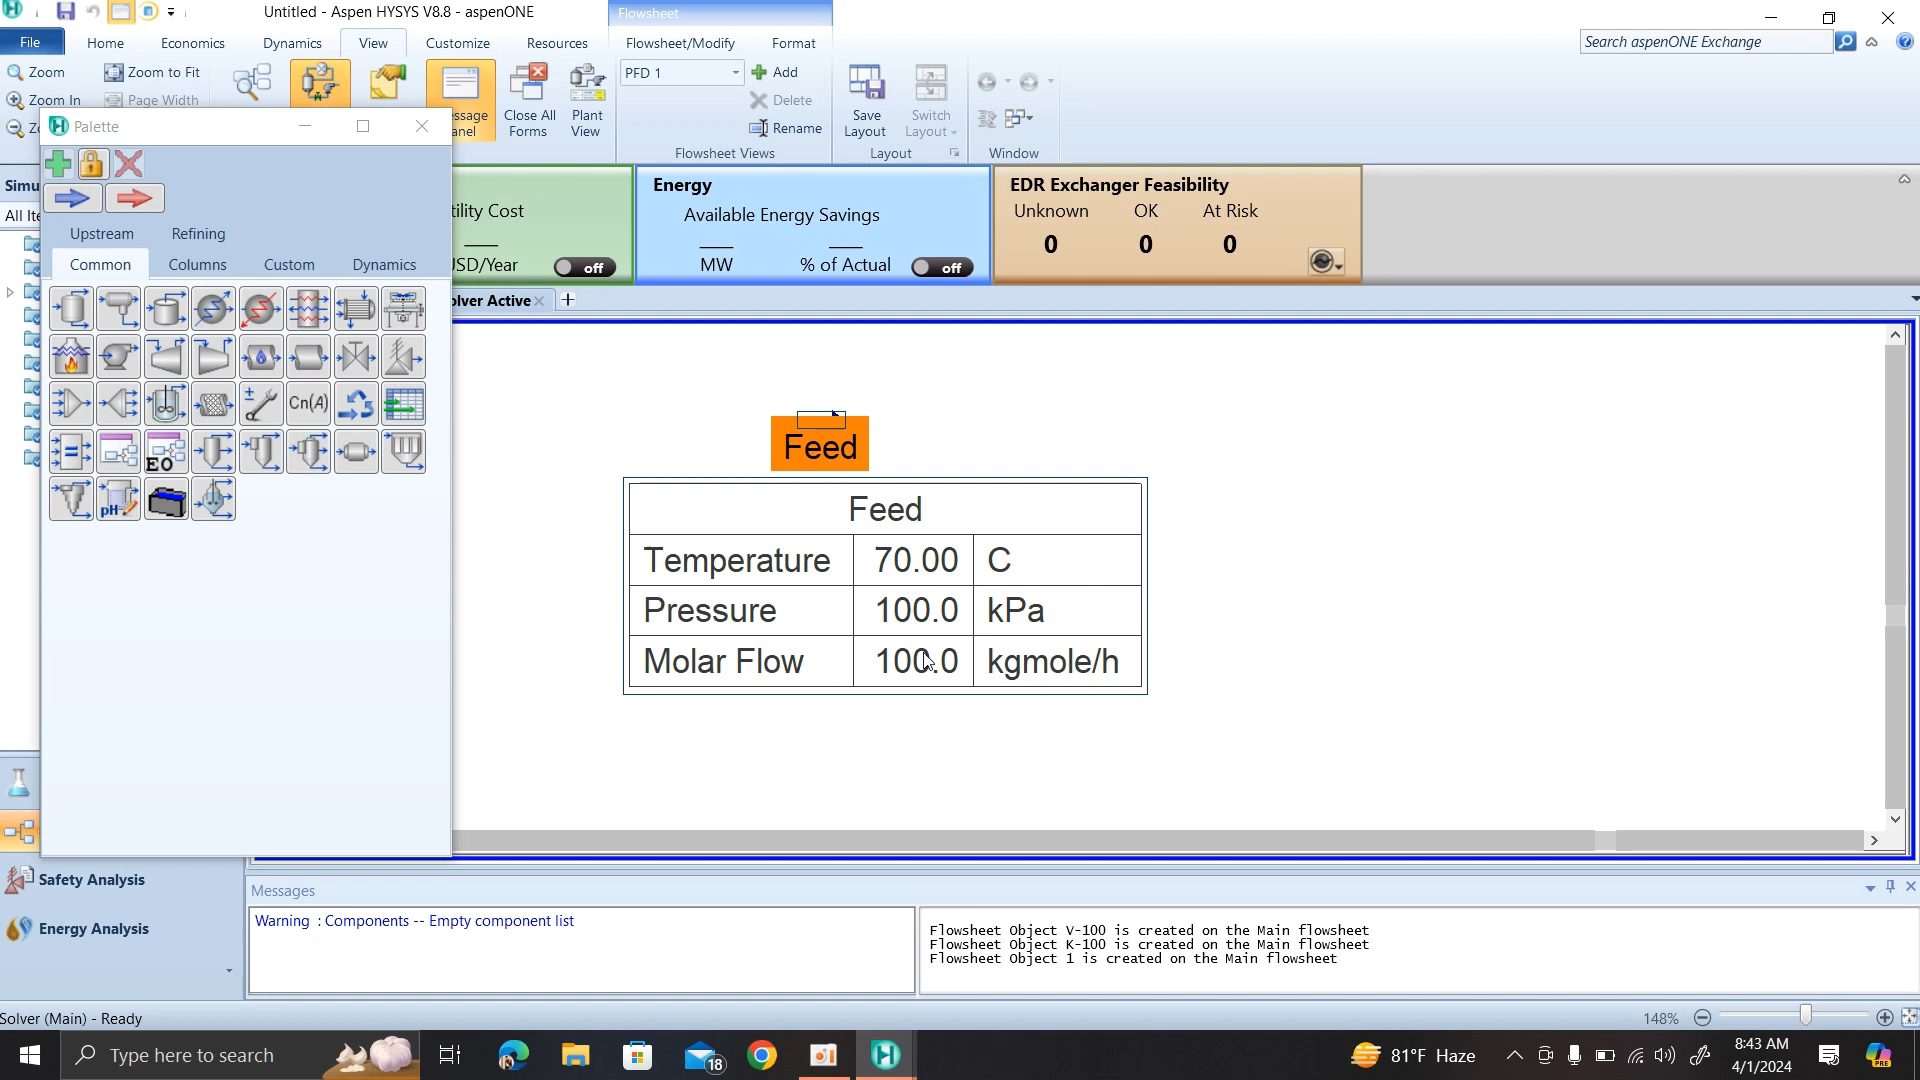 Untitled - Aspen HYSYS V8.8 - aspenONE
Flowsheet
File
Home
Economics
Dynamics
View
Customize
Resources
Flowsheet/Modify
Format
Search aspenONE Exchange
Zoom
Zoom to Fit
Zoom In
Page Width
Close All
Forms
Plant
View
PFD 1
Add
Delete
Rename
Flowsheet Views
Save
Layout
Switch
Layout
Layout
Window
Palette
Upstream
Refining
Common
Columns
Custom
Dynamics
Cn(A)
EO
pH
USD/Year
off
Energy
Available Energy Savings
MW
% of Actual
off
EDR Exchanger Feasibility
Unknown
OK
At Risk
0
0
0
Feed
Feed
Temperature 70.00 C
Pressure 100.0 kPa
Molar Flow 100.0 kgmole/h
Safety Analysis
Energy Analysis
Messages
Warning : Components -- Empty component list
Flowsheet Object V-100 is created on the Main flowsheet
Flowsheet Object K-100 is created on the Main flowsheet
Flowsheet Object 1 is created on the Main flowsheet
Solver (Main) - Ready
148%
Type here to search
18
81°F Haze
8:43 AM
4/1/2024
PRE